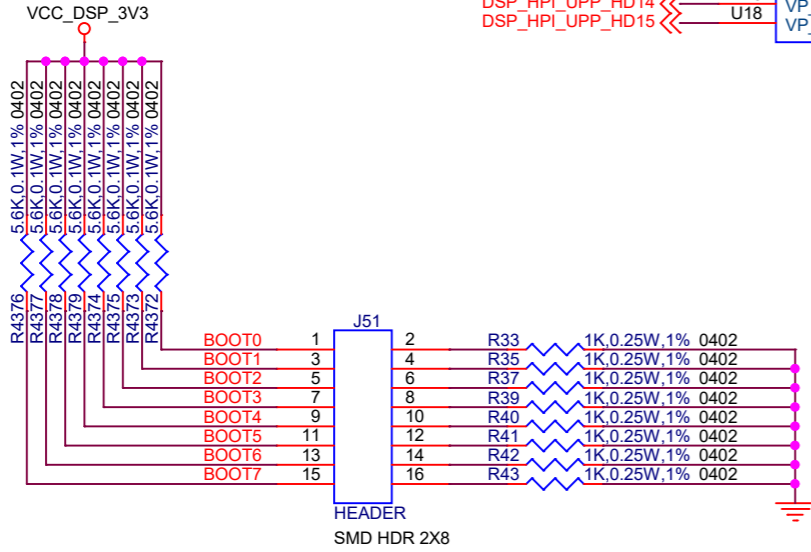 VCC_DSP_3V3
DSP_HPI_UPP_HD14
DSP_HPI_UPP_HD15
U18
VP_
VP_
5.6K,0.1W,1% 0402
5.6K,0.1W,1% 0402
5.6K,0.1W,1% 0402
5.6K,0.1W,1% 0402
5.6K,0.1W,1% 0402
5.6K,0.1W,1% 0402
5.6K,0.1W,1% 0402
5.6K,0.1W,1% 0402
R4376
R4377
R4378
R4379
R4374
R4375
R4373
R4372
J51
BOOT0 1 2 R33 1K,0.25W,1% 0402
BOOT1 3 4 R35 1K,0.25W,1% 0402
BOOT2 5 6 R37 1K,0.25W,1% 0402
BOOT3 7 8 R39 1K,0.25W,1% 0402
BOOT4 9 10 R40 1K,0.25W,1% 0402
BOOT5 11 12 R41 1K,0.25W,1% 0402
BOOT6 13 14 R42 1K,0.25W,1% 0402
BOOT7 15 16 R43 1K,0.25W,1% 0402
HEADER
SMD HDR 2X8